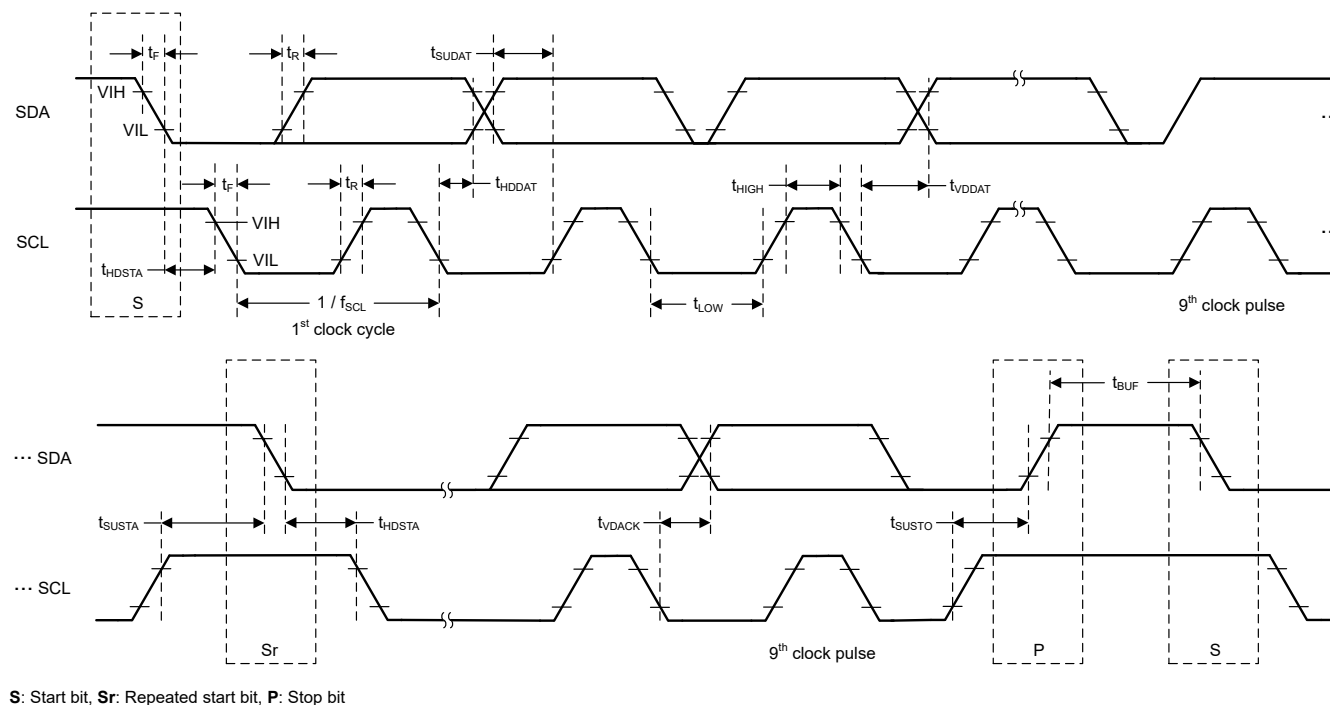 tF tR tSUDAT
VIH
SDA
VIL
tF tR tHDDAT tHIGH tVDDAT
VIH
SCL
VIL
tHDSTA
S 1 / fSCL tLOW 9th clock pulse
1st clock cycle
tBUF
··· SDA
tSUSTA tHDSTA tVDACK tSUSTO
··· SCL
Sr 9th clock pulse P S
S: Start bit, Sr: Repeated start bit, P: Stop bit